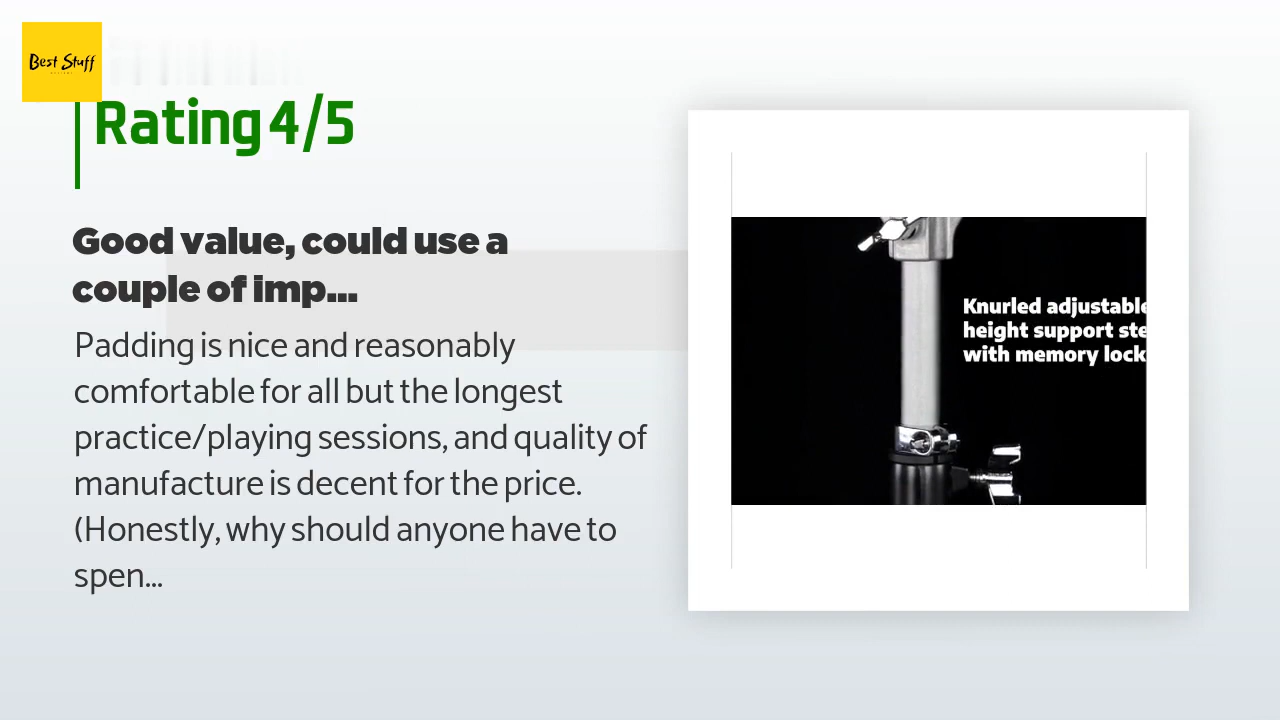 Best Stuff
Rating 4/5
Good value, could use a
couple of imp...
Padding is nice and reasonably
comfortable for all but the longest
practice/playing sessions, and quality of
manufacture is decent for the price.
(Honestly, why should anyone have to
spen...
Knurled adjustable
height support ste
with memory lock